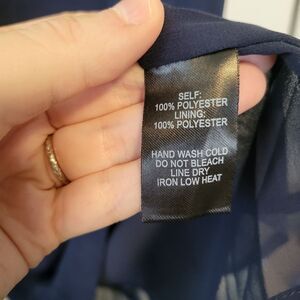 SELF:
100% POLYESTER
LINING:
100% POLYESTER
HAND WASH COLD
DO NOT BLEACH
LINE DRY
IRON LOW HEAT